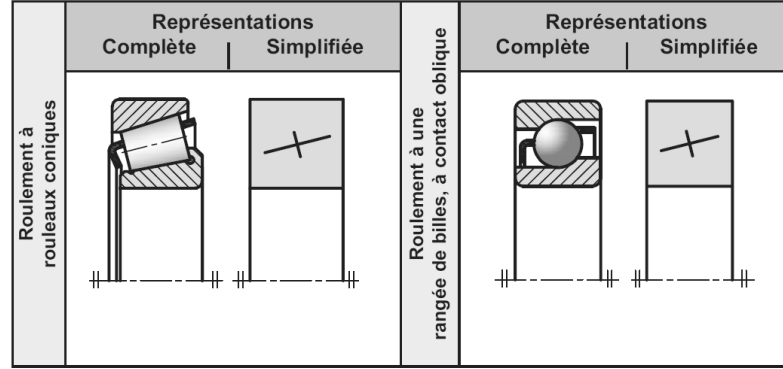 Représentations
Complète | Simplifiée
Roulement à
rouleaux coniques
Représentations
Complète | Simplifiée
Roulement à une
rangée de billes, à contact oblique